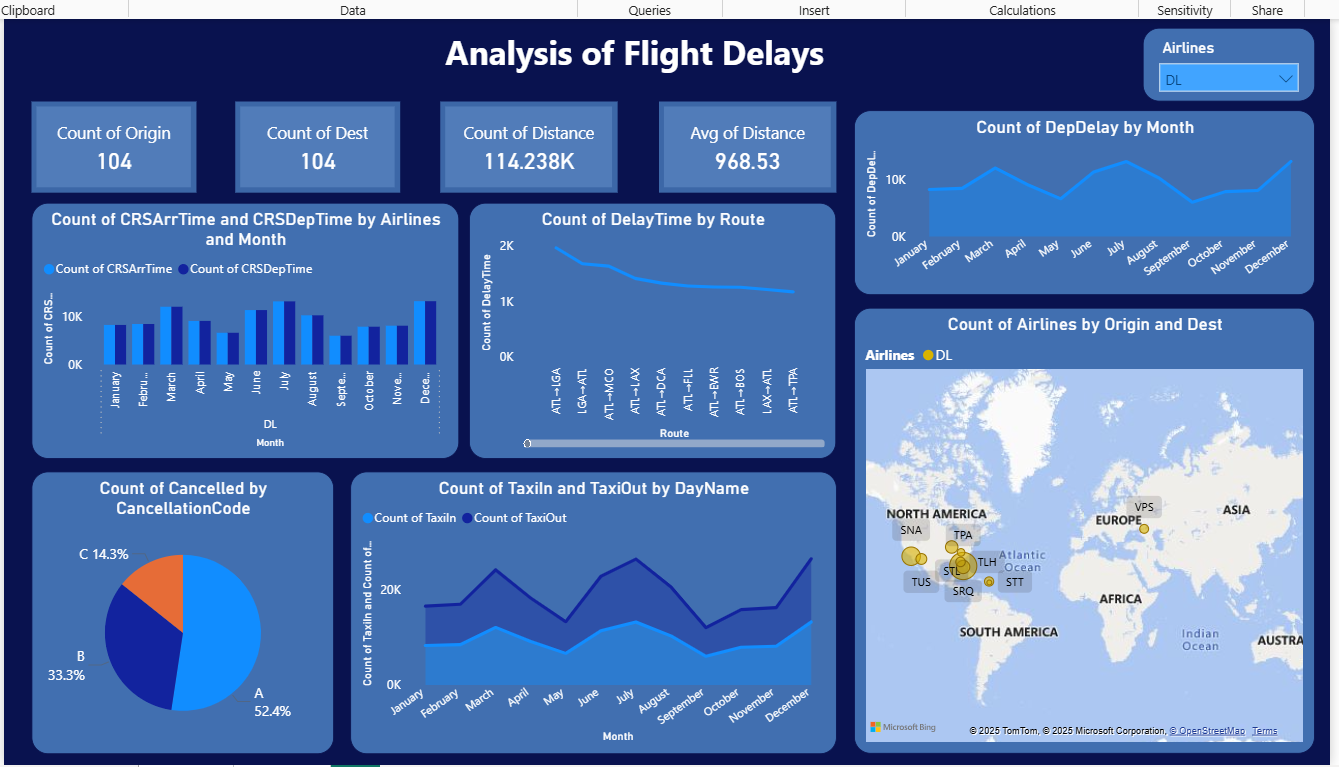 Clipboard
Data
Queries
Insert
Calculations
Sensitivity
Share
Analysis of Flight Delays
Airlines
DL
Count of Origin
104
Count of Dest
104
Count of Distance
114.238K
Avg of Distance
968.53
Count of DepDelay by Month
Count of DepDel...
10K
0K
January
February
March
April
May
June
July
August
September
October
November
December
Count of CRSArrTime and CRSDepTime by Airlines
and Month
Count of CRSArrTime
Count of CRSDepTime
Count of CRS...
10K
0K
January
Febru...
March
April
May
June
July
August
Septe...
October
Nove...
Dece...
DL
Month
Count of DelayTime by Route
Count of DelayTime
2K
1K
0K
ATL→LGA
LGA→ATL
ATL→MCO
ATL→LAX
ATL→DCA
ATL→FLL
ATL→EWR
ATL→BOS
LAX→ATL
ATL→TPA
Route
Count of Airlines by Origin and Dest
Airlines
DL
NORTH AMERICA
EUROPE
ASIA
AFRICA
SOUTH AMERICA
AUSTRA
Atlantic
Ocean
Indian
Ocean
VPS
SNA
TPA
TLH
STL
TUS
SRQ
STT
Microsoft Bing
© 2025 TomTom, © 2025 Microsoft Corporation, © OpenStreetMap Terms
Count of Cancelled by
CancellationCode
C 14.3%
B
33.3%
A
52.4%
Count of TaxiIn and TaxiOut by DayName
Count of TaxiIn
Count of TaxiOut
Count of TaxiIn and Count of...
20K
0K
January
February
March
April
May
June
July
August
September
October
November
December
Month